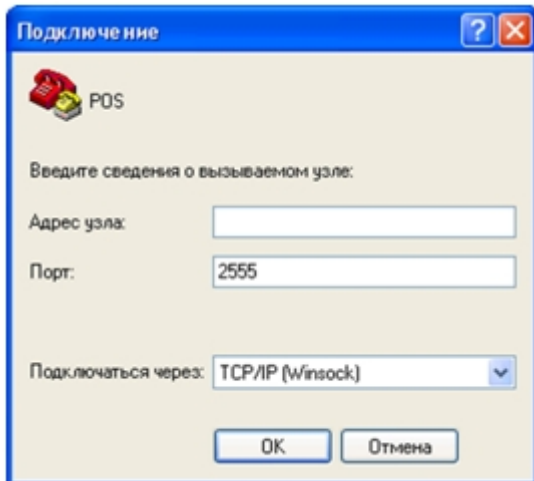 Подключение
POS
Введите сведения о вызываемом узле:
Адрес узла:
Порт: 2555
Подключаться через: TCP/IP (Winsock)
OK Отмена